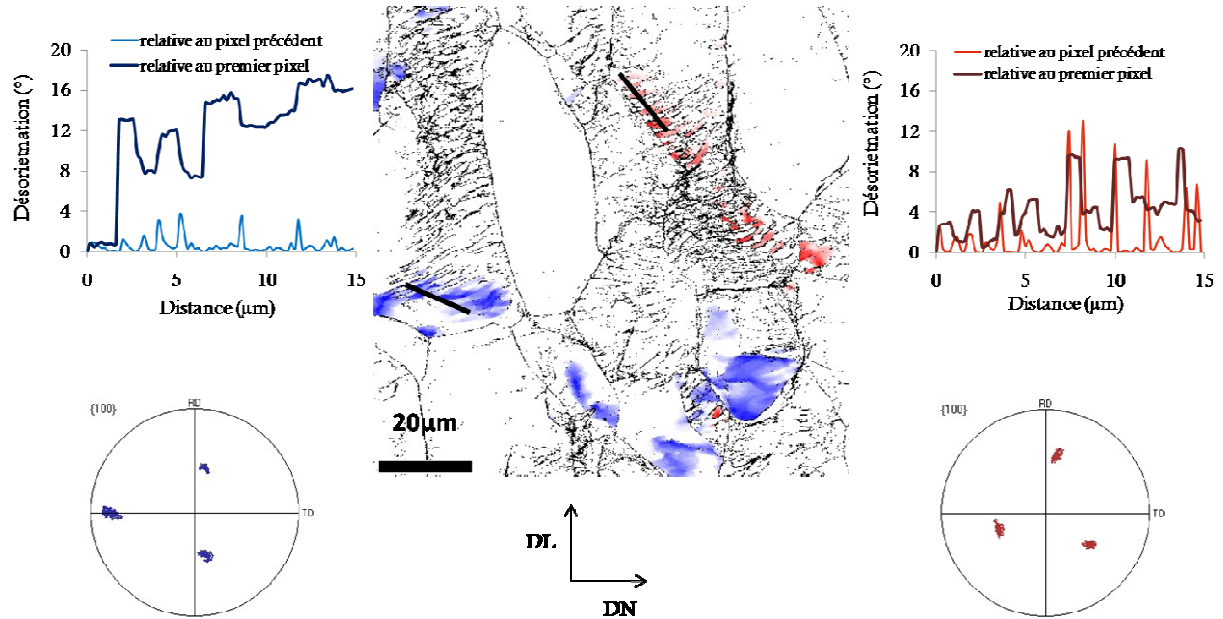 relative au pixel précédent
relative au premier pixel
20
16
12
8
4
0
Désorietnation (°)
0 5 10 15
Distance (µm)
20µm
relative au pixel précédent
relative au premier pixel
20
16
12
8
4
0
Désorietnation (°)
0 5 10 15
Distance (µm)
{100}
RD
TD
DL
DN
{100}
RD
TD